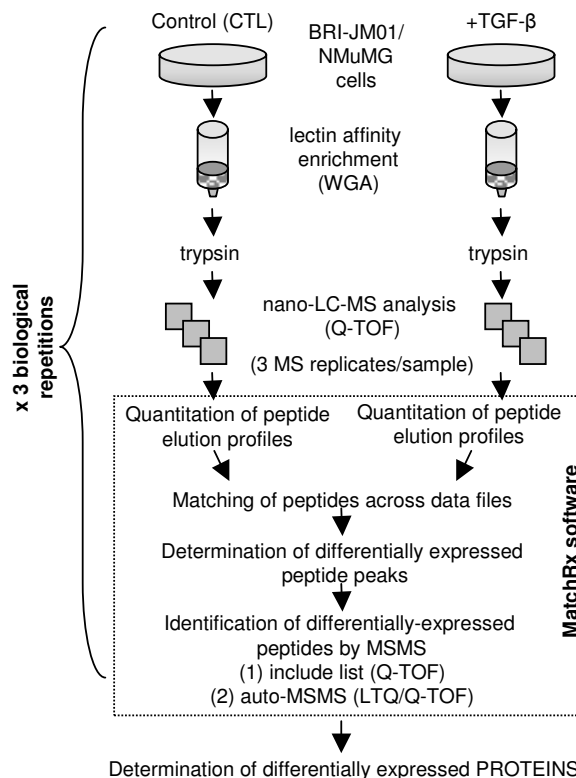 Control (CTL)
BRI-JM01/
NMuMG
cells
+TGF-β
lectin affinity
enrichment
(WGA)
trypsin
trypsin
nano-LC-MS analysis
(Q-TOF)
(3 MS replicates/sample)
x 3 biological
repetitions
Quantitation of peptide
elution profiles
Quantitation of peptide
elution profiles
Matching of peptides across data files
Determination of differentially expressed
peptide peaks
Identification of differentially-expressed
peptides by MSMS
(1) include list (Q-TOF)
(2) auto-MSMS (LTQ/Q-TOF)
MatchRx software
Determination of differentially expressed PROTEINS